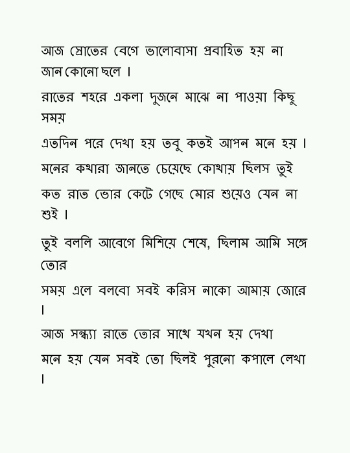 আজ স্রোতের বেগে ভালোবাসা প্রবাহিত হয় না
জান কোনো ছলে ।
রাতের শহরে একলা দুজনে মাঝে না পাওয়া কিছু
সময়
এতদিন পরে দেখা হয় তবু কতই আপন মনে হয় ।
মনের কথারা জানতে চেয়েছে কোথায় ছিলস তুই
কত রাত ভোর কেটে গেছে মোর শুয়েও যেন না
শুই ।
তুই বললি আবেগে মিশিয়ে শেষে, ছিলাম আমি সঙ্গে
তোর
সময় এলে বলবো সবই করিস নাকো আমায় জোরে
।
আজ সন্ধ্যা রাতে তোর সাথে যখন হয় দেখা
মনে হয় যেন সবই তো ছিলই পুরনো কপালে লেখা
।